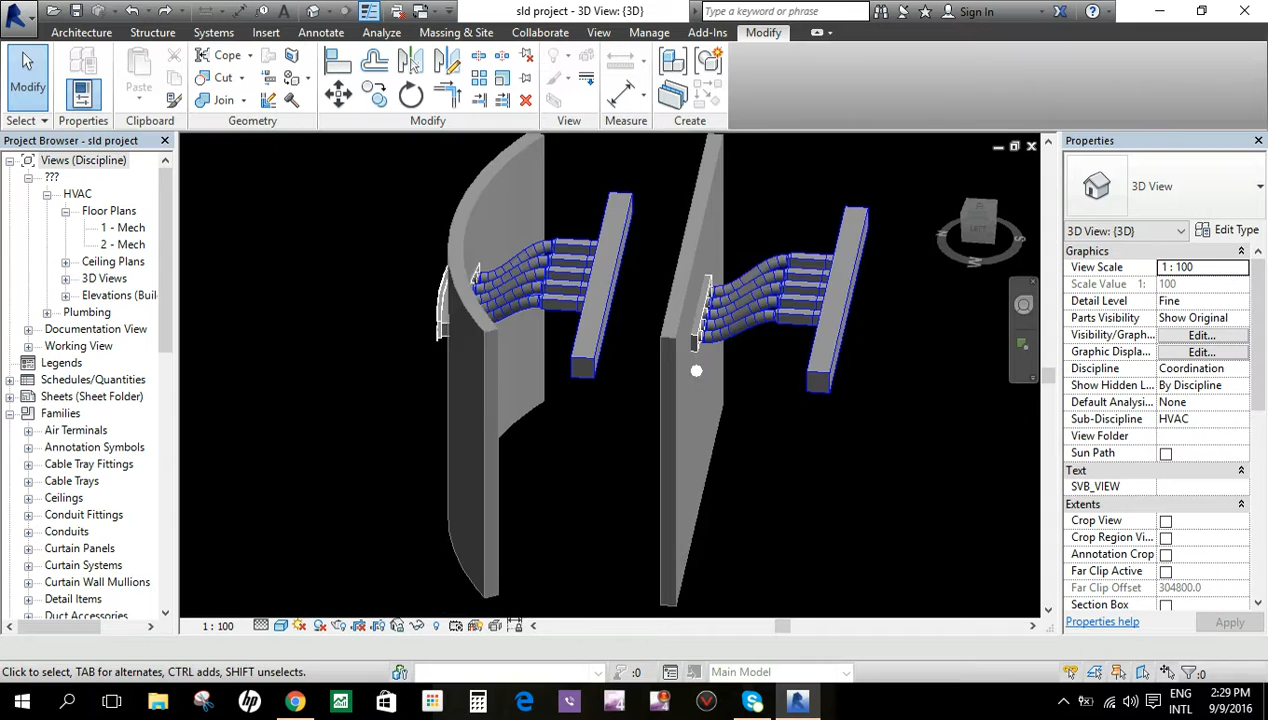 sld project - 3D View: {3D}
Type a keyword or phrase
Sign In
Architecture
Structure
Systems
Insert
Annotate
Analyze
Massing & Site
Collaborate
View
Manage
Add-Ins
Modify
Modify
Paste
Cope
Cut
Join
Select
Properties
Clipboard
Geometry
Modify
View
Measure
Create
Project Browser - sld project
Views (Discipline)
???
HVAC
Floor Plans
1 - Mech
2 - Mech
Ceiling Plans
3D Views
Elevations (Buil
Plumbing
Documentation View
Working View
Legends
Schedules/Quantities
Sheets (Sheet Folder)
Families
Air Terminals
Annotation Symbols
Cable Tray Fittings
Cable Trays
Ceilings
Conduit Fittings
Conduits
Curtain Panels
Curtain Systems
Curtain Wall Mullions
Detail Items
Duct Accessories
Properties
3D View
3D View: {3D}
Edit Type
Graphics
View Scale
1 : 100
Scale Value 1:
100
Detail Level
Fine
Parts Visibility
Show Original
Visibility/Graph...
Edit...
Graphic Displa...
Edit...
Discipline
Coordination
Show Hidden L...
By Discipline
Default Analysi...
None
Sub-Discipline
HVAC
View Folder
Sun Path
Text
SVB_VIEW
Extents
Crop View
Crop Region Vi...
Annotation Crop
Far Clip Active
Far Clip Offset
304800.0
Section Box
Properties help
Apply
1 : 100
Click to select, TAB for alternates, CTRL adds, SHIFT unselects.
:0
Main Model
:0
ENG
INTL
2:29 PM
9/9/2016